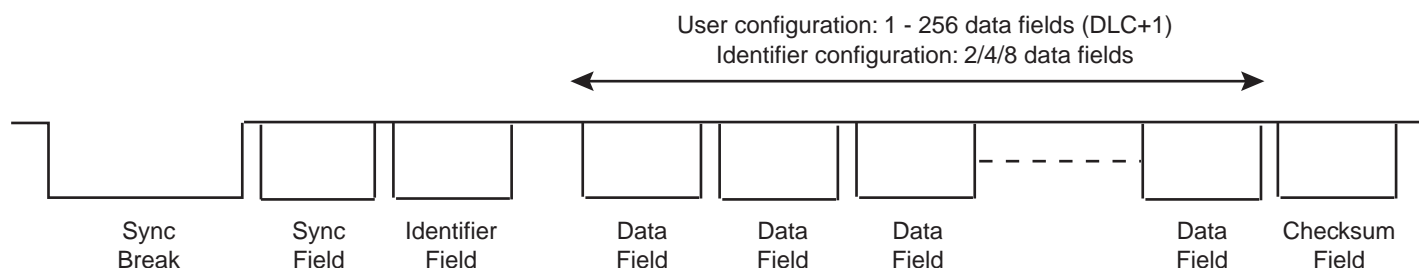 User configuration: 1 - 256 data fields (DLC+1)
Identifier configuration: 2/4/8 data fields
Sync Break
Sync Field
Identifier Field
Data Field
Data Field
Data Field
Data Field
Checksum Field